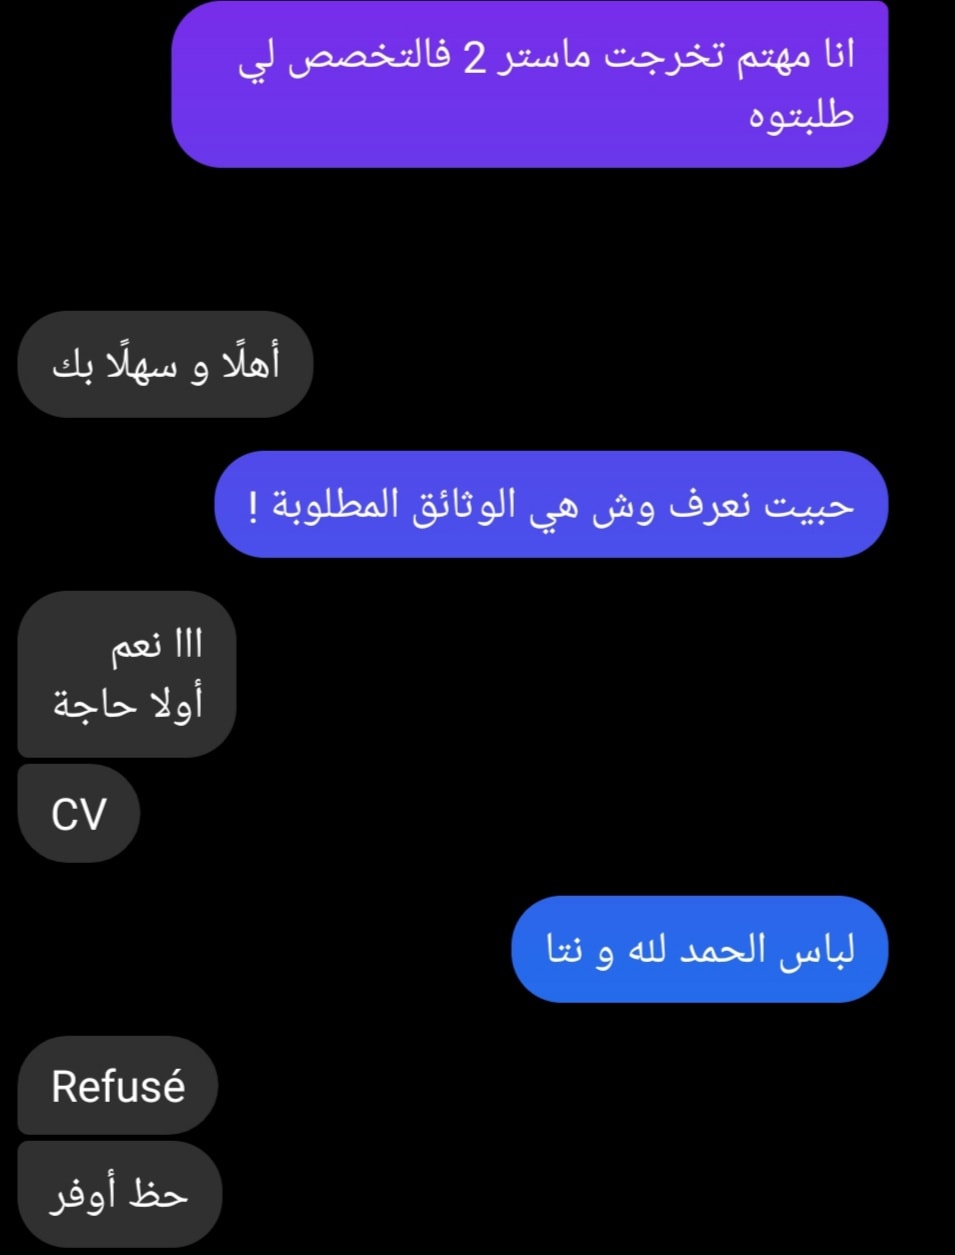 انا مهتم تخرجت ماستر 2 فالتخصص لي
طلبتوه
أهلًا و سهلًا بك
حبيت نعرف وش هي الوثائق المطلوبة !
ااا نعم
أولا حاجة
CV
لباس الحمد لله و نتا
Refusé
حظ أوفر